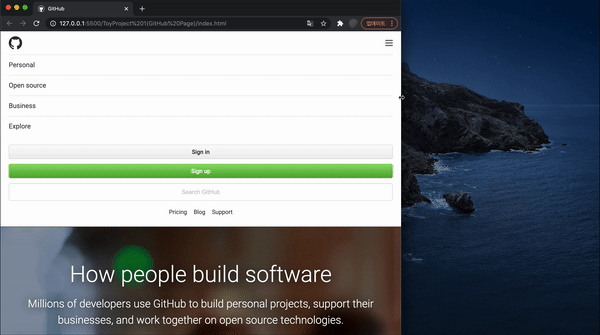 GitHub
127.0.0.1:5500/ToyProject%201(GitHub%20Page)/index.html
업데이트
Personal
Open source
Business
Explore
Sign in
Sign up
Search GitHub
Pricing Blog Support
How people build software
Millions of developers use GitHub to build personal projects, support their
businesses, and work together on open source technologies.